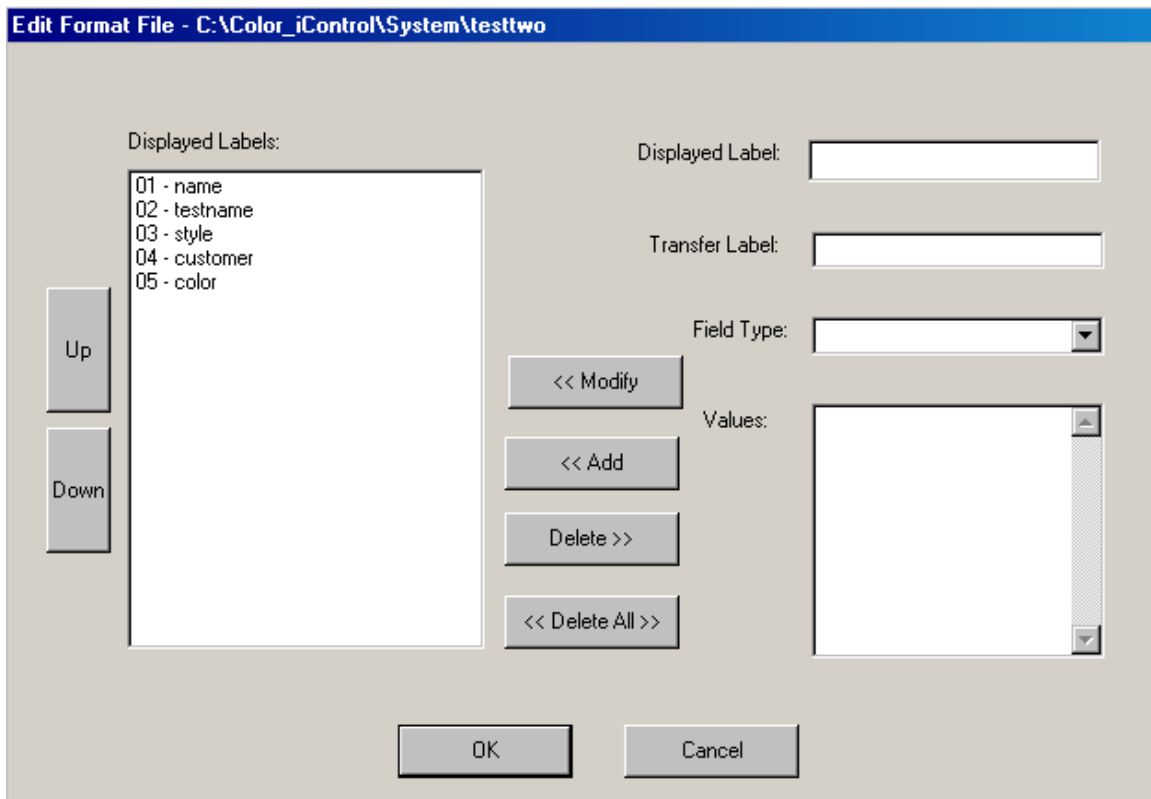 Edit Format File - C:\Color_iControl\System\testtwo
Displayed Labels:
01 - name
02 - testname
03 - style
04 - customer
05 - color
Up
Down
<< Modify
<< Add
Delete >>
<< Delete All >>
Displayed Label:
Transfer Label:
Field Type:
Values:
OK
Cancel